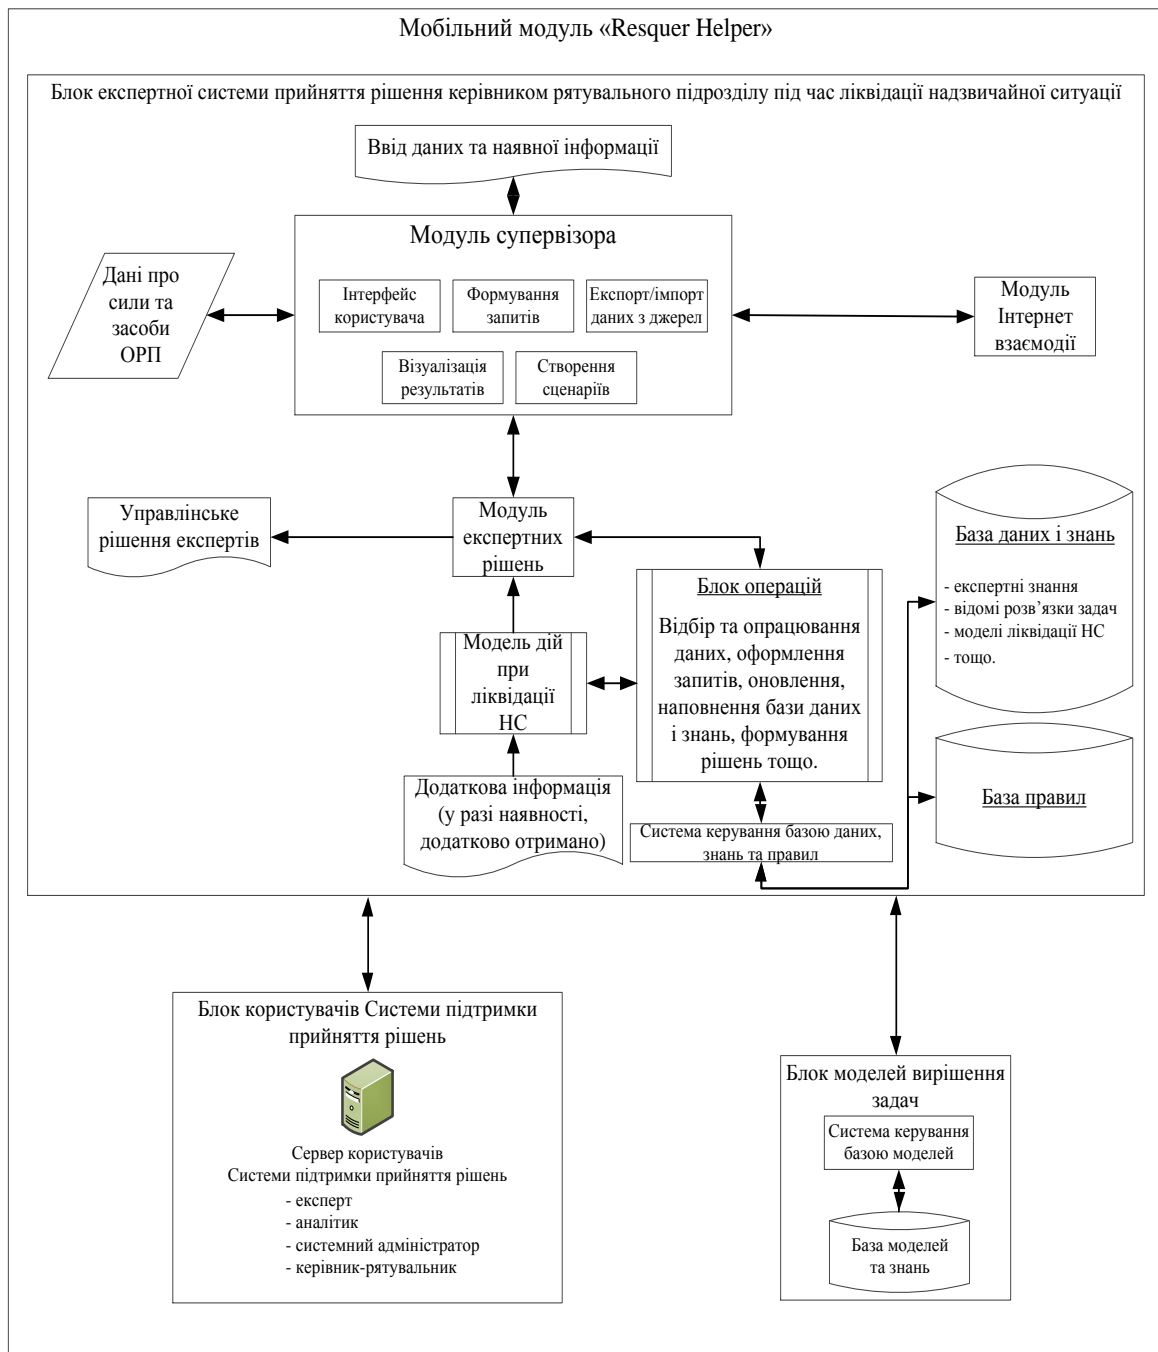 Мобільний модуль «Resquer Helper»
Блок експертної системи прийняття рішення керівником рятувального підрозділу під час ліквідації надзвичайної ситуації
Ввід даних та наявної інформації
Модуль супервізора
Інтерфейс
користувача
Формування
запитів
Експорт/імпорт
даних з джерел
Візуалізація
результатів
Створення
сценаріїв
Дані про
сили та
засоби
ОРП
Модуль
Інтернет
взаємодії
Управлінське
рішення експертів
Модуль
експертних
рішень
База даних і знань
- експертні знання
- відомі розв’язки задач
- моделі ліквідації НС
- тощо.
Блок операцій
Відбір та опрацювання
даних, оформлення
запитів, оновлення,
наповнення бази даних
і знань, формування
рішень тощо.
Модель дій
при
ліквідації
НС
Додаткова інформація
(у разі наявності,
додатково отримано)
База правил
Система керування базою даних,
знань та правил
Блок користувачів Системи підтримки
прийняття рішень
Сервер користувачів
Системи підтримки прийняття рішень
- експерт
- аналітик
- системний адміністратор
- керівник-рятувальник
Блок моделей вирішення
задач
Система керування
базою моделей
База моделей
та знань